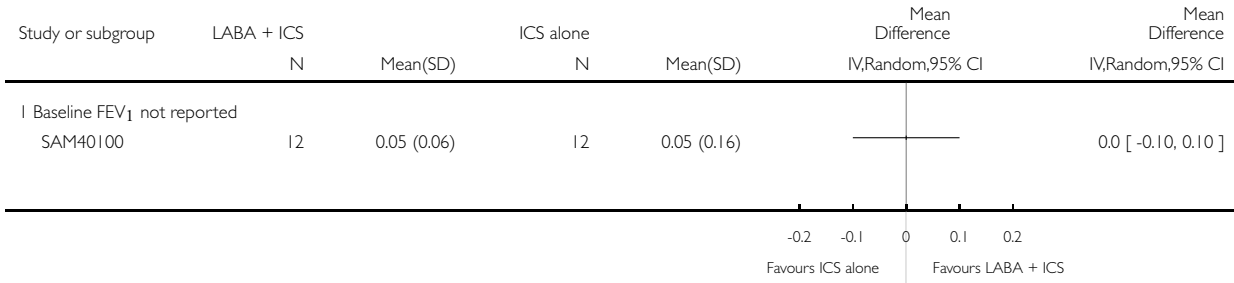 Study or subgroup LABA + ICS ICS alone Mean Difference Mean Difference
N Mean(SD) N Mean(SD) IV,Random,95% CI IV,Random,95% CI
1 Baseline FEV1 not reported
SAM40100 12 0.05 (0.06) 12 0.05 (0.16) 0.0 [ -0.10, 0.10 ]
-0.2 -0.1 0 0.1 0.2
Favours ICS alone Favours LABA + ICS